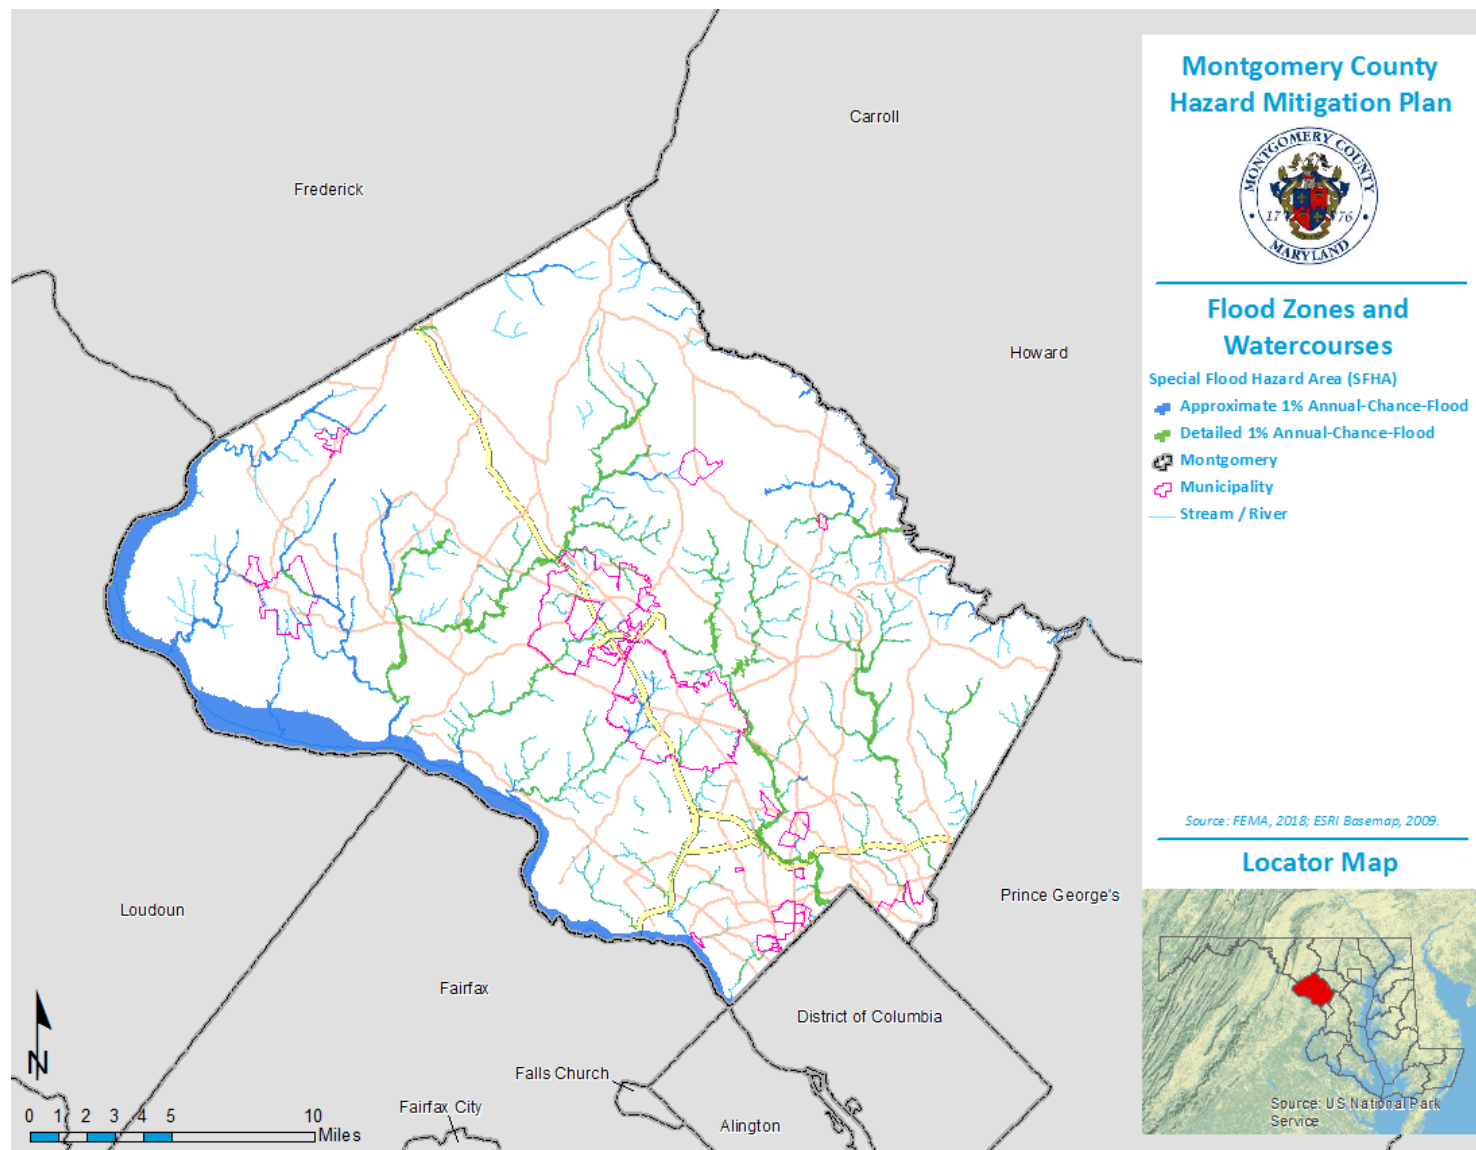 Montgomery County
Hazard Mitigation Plan
MONTGOMERY COUNTY
17 76
MARYLAND
Flood Zones and
Watercourses
Special Flood Hazard Area (SFHA)
Approximate 1% Annual-Chance-Flood
Detailed 1% Annual-Chance-Flood
Montgomery
Municipality
Stream / River
Source: FEMA, 2018; ESRI Basemap, 2009.
Locator Map
Source: US National Park
Service
Carroll
Frederick
Howard
Prince George's
Loudoun
Fairfax
District of Columbia
Falls Church
Fairfax City
Alington
N
0 1 2 3 4 5 10
Miles